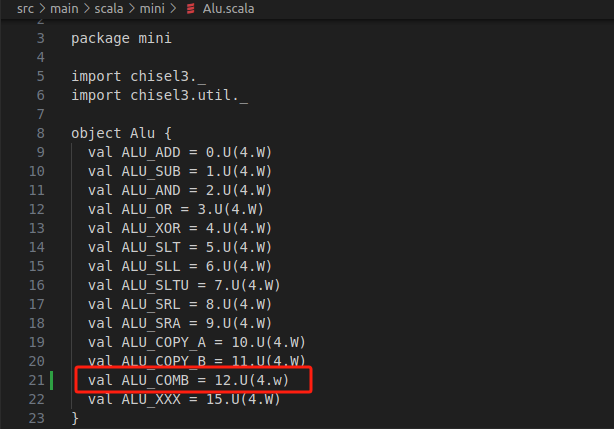 src > main > scala > mini > Alu.scala
2
3 package mini
4
5 import chisel3._
6 import chisel3.util._
7
8 object Alu {
9 val ALU_ADD = 0.U(4.W)
10 val ALU_SUB = 1.U(4.W)
11 val ALU_AND = 2.U(4.W)
12 val ALU_OR = 3.U(4.W)
13 val ALU_XOR = 4.U(4.W)
14 val ALU_SLT = 5.U(4.W)
15 val ALU_SLL = 6.U(4.W)
16 val ALU_SLTU = 7.U(4.W)
17 val ALU_SRL = 8.U(4.W)
18 val ALU_SRA = 9.U(4.W)
19 val ALU_COPY_A = 10.U(4.W)
20 val ALU_COPY_B = 11.U(4.W)
21 val ALU_COMB = 12.U(4.w)
22 val ALU_XXX = 15.U(4.W)
23 }